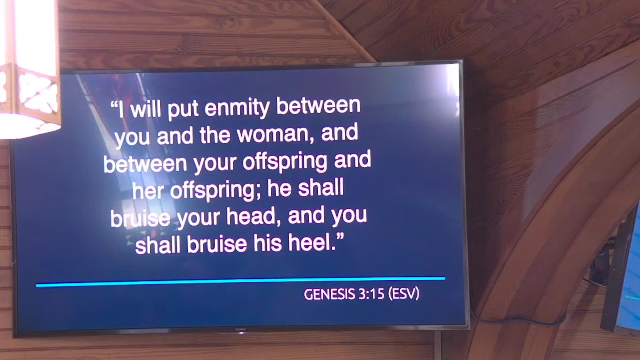 “I will put enmity between
you and the woman, and
between your offspring and
her offspring; he shall
bruise your head, and you
shall bruise his heel.”
GENESIS 3:15 (ESV)